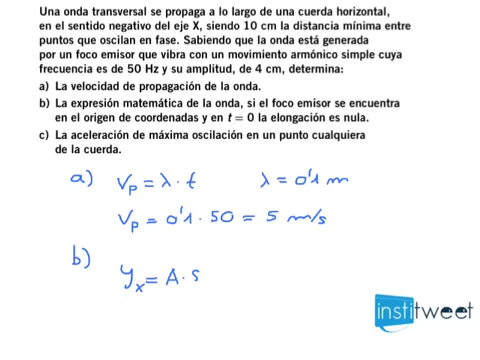 Una onda transversal se propaga a lo largo de una cuerda horizontal,
en el sentido negativo del eje X, siendo 10 cm la distancia mínima entre
puntos que oscilan en fase. Sabiendo que la onda está generada
por un foco emisor que vibra con un movimiento armónico simple cuya
frecuencia es de 50 Hz y su amplitud, de 4 cm, determina:
a) La velocidad de propagación de la onda.
b) La expresión matemática de la onda, si el foco emisor se encuentra
en el origen de coordenadas y en t = 0 la elongación es nula.
c) La aceleración de máxima oscilación en un punto cualquiera
de la cuerda.
a) Vp = λ · f λ = 0'1 m
Vp = 0'1 · 50 = 5 m/s
b)
yx = A · s
institweet